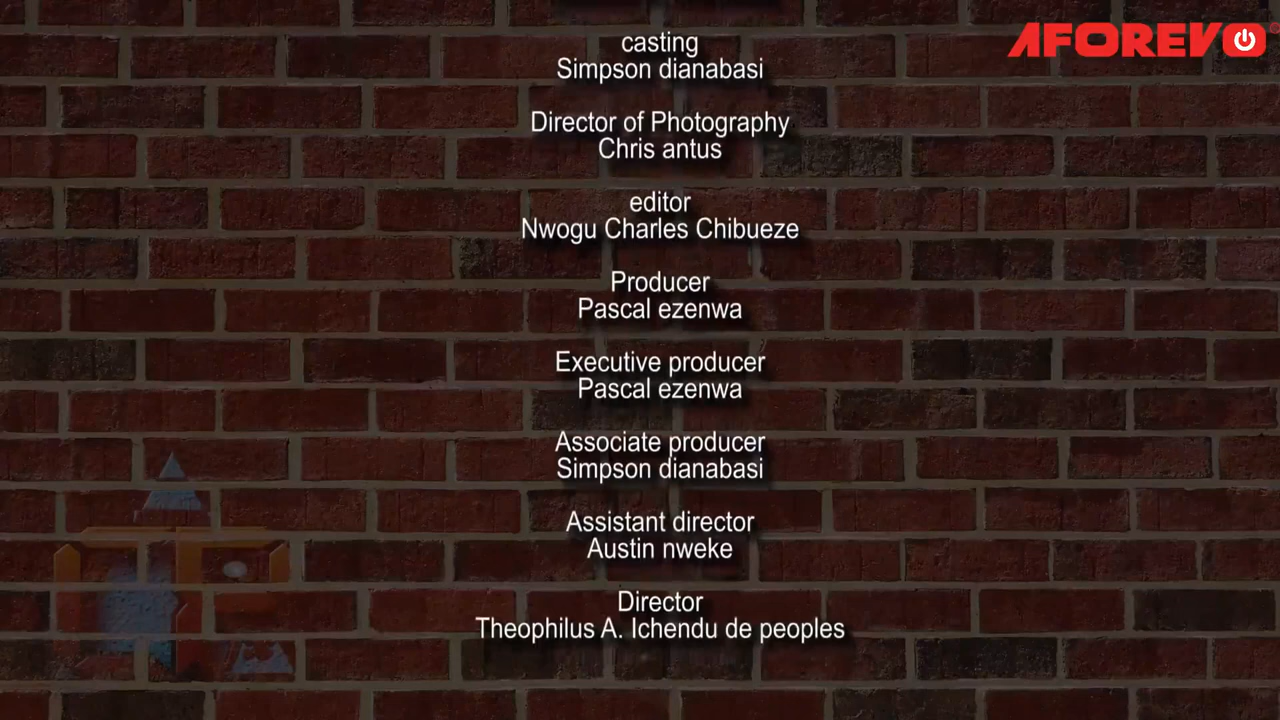 AFOREVO
casting
Simpson dianabasi
Director of Photography
Chris antus
editor
Nwogu Charles Chibueze
Producer
Pascal ezenwa
Executive producer
Pascal ezenwa
Associate producer
Simpson dianabasi
Assistant director
Austin nweke
Director
Theophilus A. Ichendu de peoples